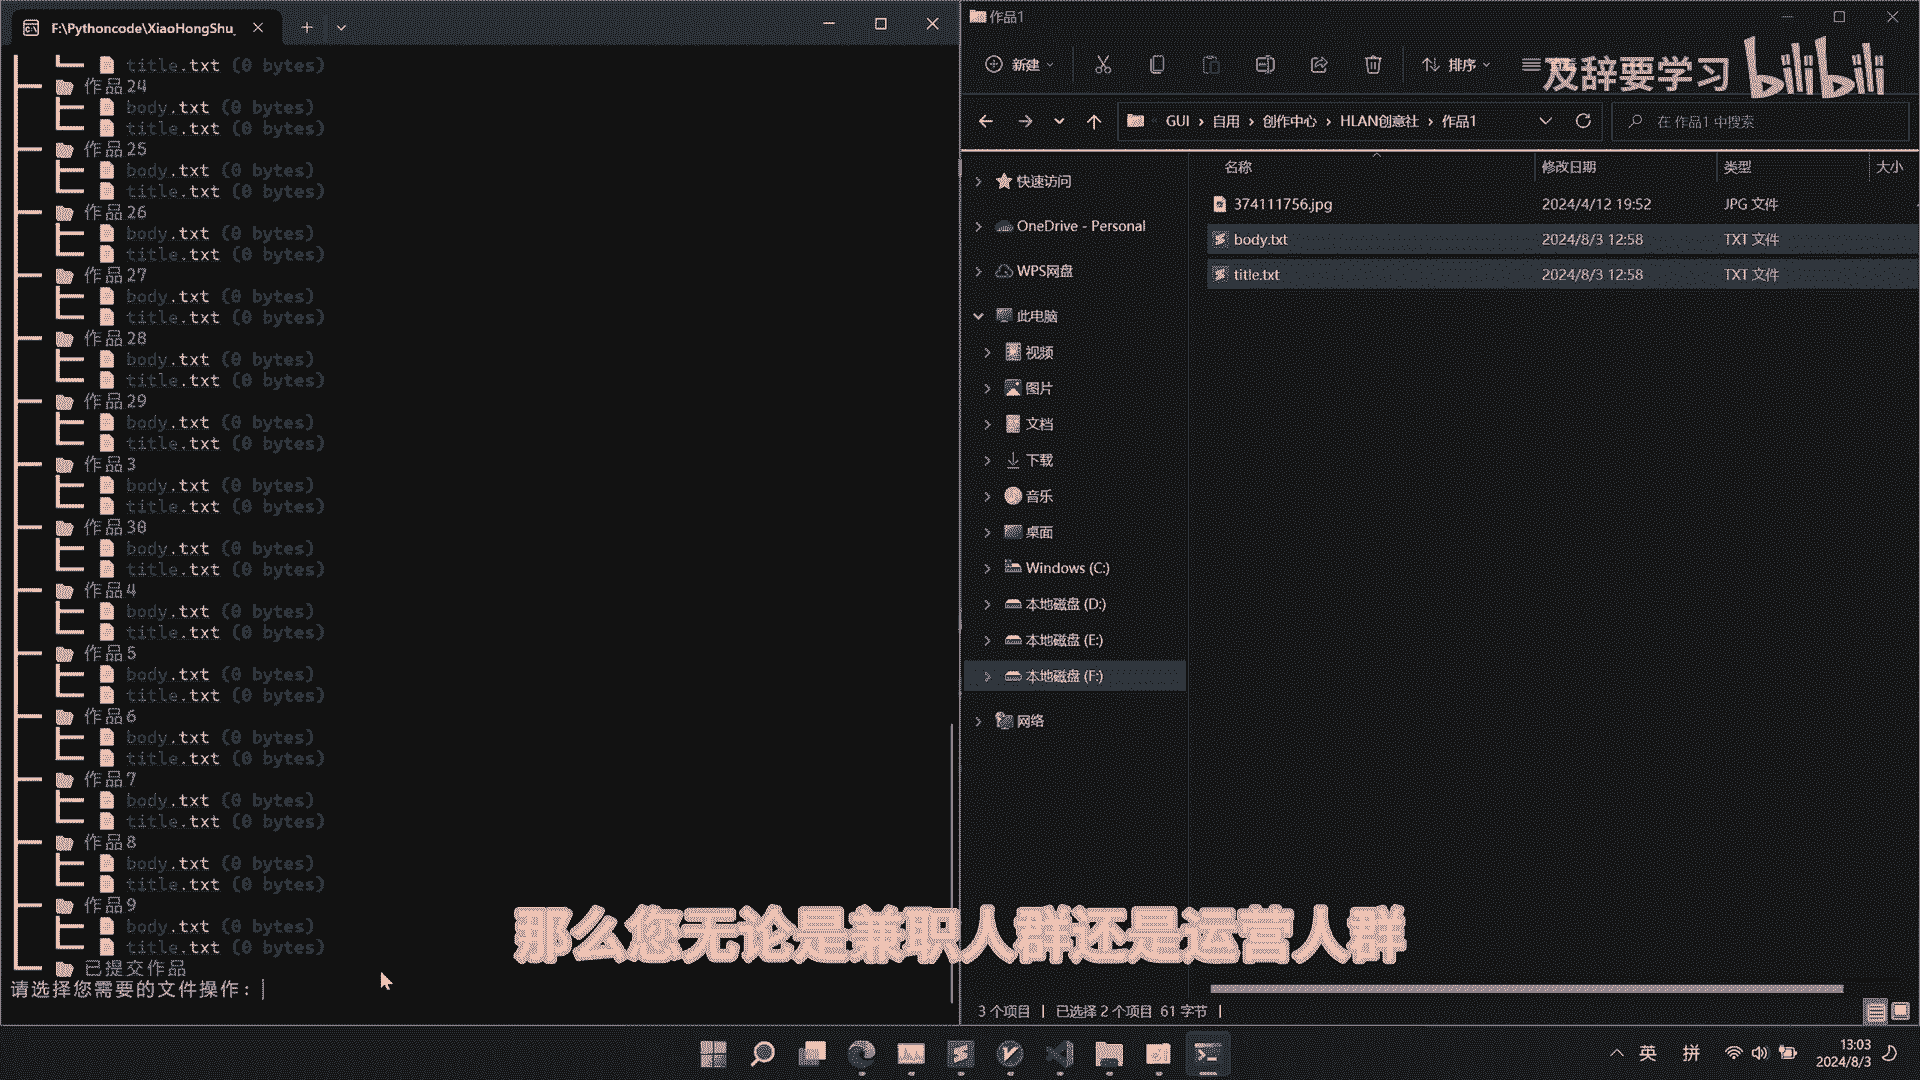 F:\Pythoncode\XiaoHongShu
title.txt (0 bytes)
作品24
body.txt (0 bytes)
title.txt (0 bytes)
作品25
body.txt (0 bytes)
title.txt (0 bytes)
作品26
body.txt (0 bytes)
title.txt (0 bytes)
作品27
body.txt (0 bytes)
title.txt (0 bytes)
作品28
body.txt (0 bytes)
title.txt (0 bytes)
作品29
body.txt (0 bytes)
title.txt (0 bytes)
作品3
body.txt (0 bytes)
title.txt (0 bytes)
作品30
body.txt (0 bytes)
title.txt (0 bytes)
作品4
body.txt (0 bytes)
title.txt (0 bytes)
作品5
body.txt (0 bytes)
title.txt (0 bytes)
作品6
body.txt (0 bytes)
title.txt (0 bytes)
作品7
body.txt (0 bytes)
title.txt (0 bytes)
作品8
body.txt (0 bytes)
title.txt (0 bytes)
作品9
body.txt (0 bytes)
title.txt (0 bytes)
已提交作品
请选择您需要的文件操作:
作品1
新建 排序
及辞要学习 bilibili
GUI › 自用 › 创作中心 › HLAN创意社 › 作品1
在 作品1 中搜索
名称 修改日期 类型 大小
374111756.jpg 2024/4/12 19:52 JPG 文件
body.txt 2024/8/3 12:58 TXT 文件
title.txt 2024/8/3 12:58 TXT 文件
快速访问
OneDrive - Personal
WPS网盘
此电脑
视频
图片
文档
下载
音乐
桌面
Windows (C:)
本地磁盘 (D:)
本地磁盘 (E:)
本地磁盘 (F:)
网络
3 个项目 | 已选择 2 个项目 61 字节 |
那么您无论是兼职人群还是运营人群
英 拼
13:03
2024/8/3